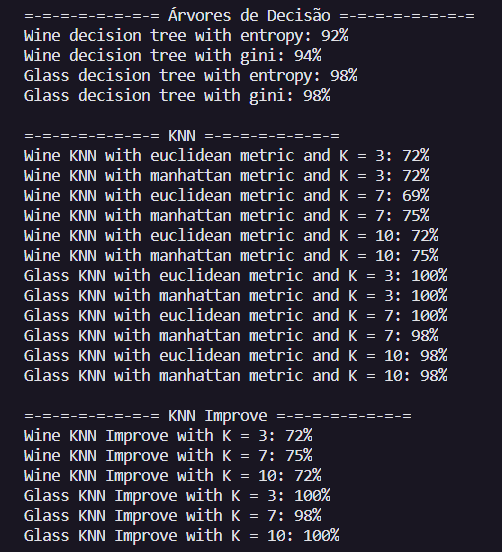 =-=-=-=-=-=-= Árvores de Decisão =-=-=-=-=-=-=
Wine decision tree with entropy: 92%
Wine decision tree with gini: 94%
Glass decision tree with entropy: 98%
Glass decision tree with gini: 98%
=-=-=-=-=-=-= KNN =-=-=-=-=-=-=
Wine KNN with euclidean metric and K = 3: 72%
Wine KNN with manhattan metric and K = 3: 72%
Wine KNN with euclidean metric and K = 7: 69%
Wine KNN with manhattan metric and K = 7: 75%
Wine KNN with euclidean metric and K = 10: 72%
Wine KNN with manhattan metric and K = 10: 75%
Glass KNN with euclidean metric and K = 3: 100%
Glass KNN with manhattan metric and K = 3: 100%
Glass KNN with euclidean metric and K = 7: 100%
Glass KNN with manhattan metric and K = 7: 98%
Glass KNN with euclidean metric and K = 10: 98%
Glass KNN with manhattan metric and K = 10: 98%
=-=-=-=-=-=-= KNN Improve =-=-=-=-=-=-=
Wine KNN Improve with K = 3: 72%
Wine KNN Improve with K = 7: 75%
Wine KNN Improve with K = 10: 72%
Glass KNN Improve with K = 3: 100%
Glass KNN Improve with K = 7: 98%
Glass KNN Improve with K = 10: 100%